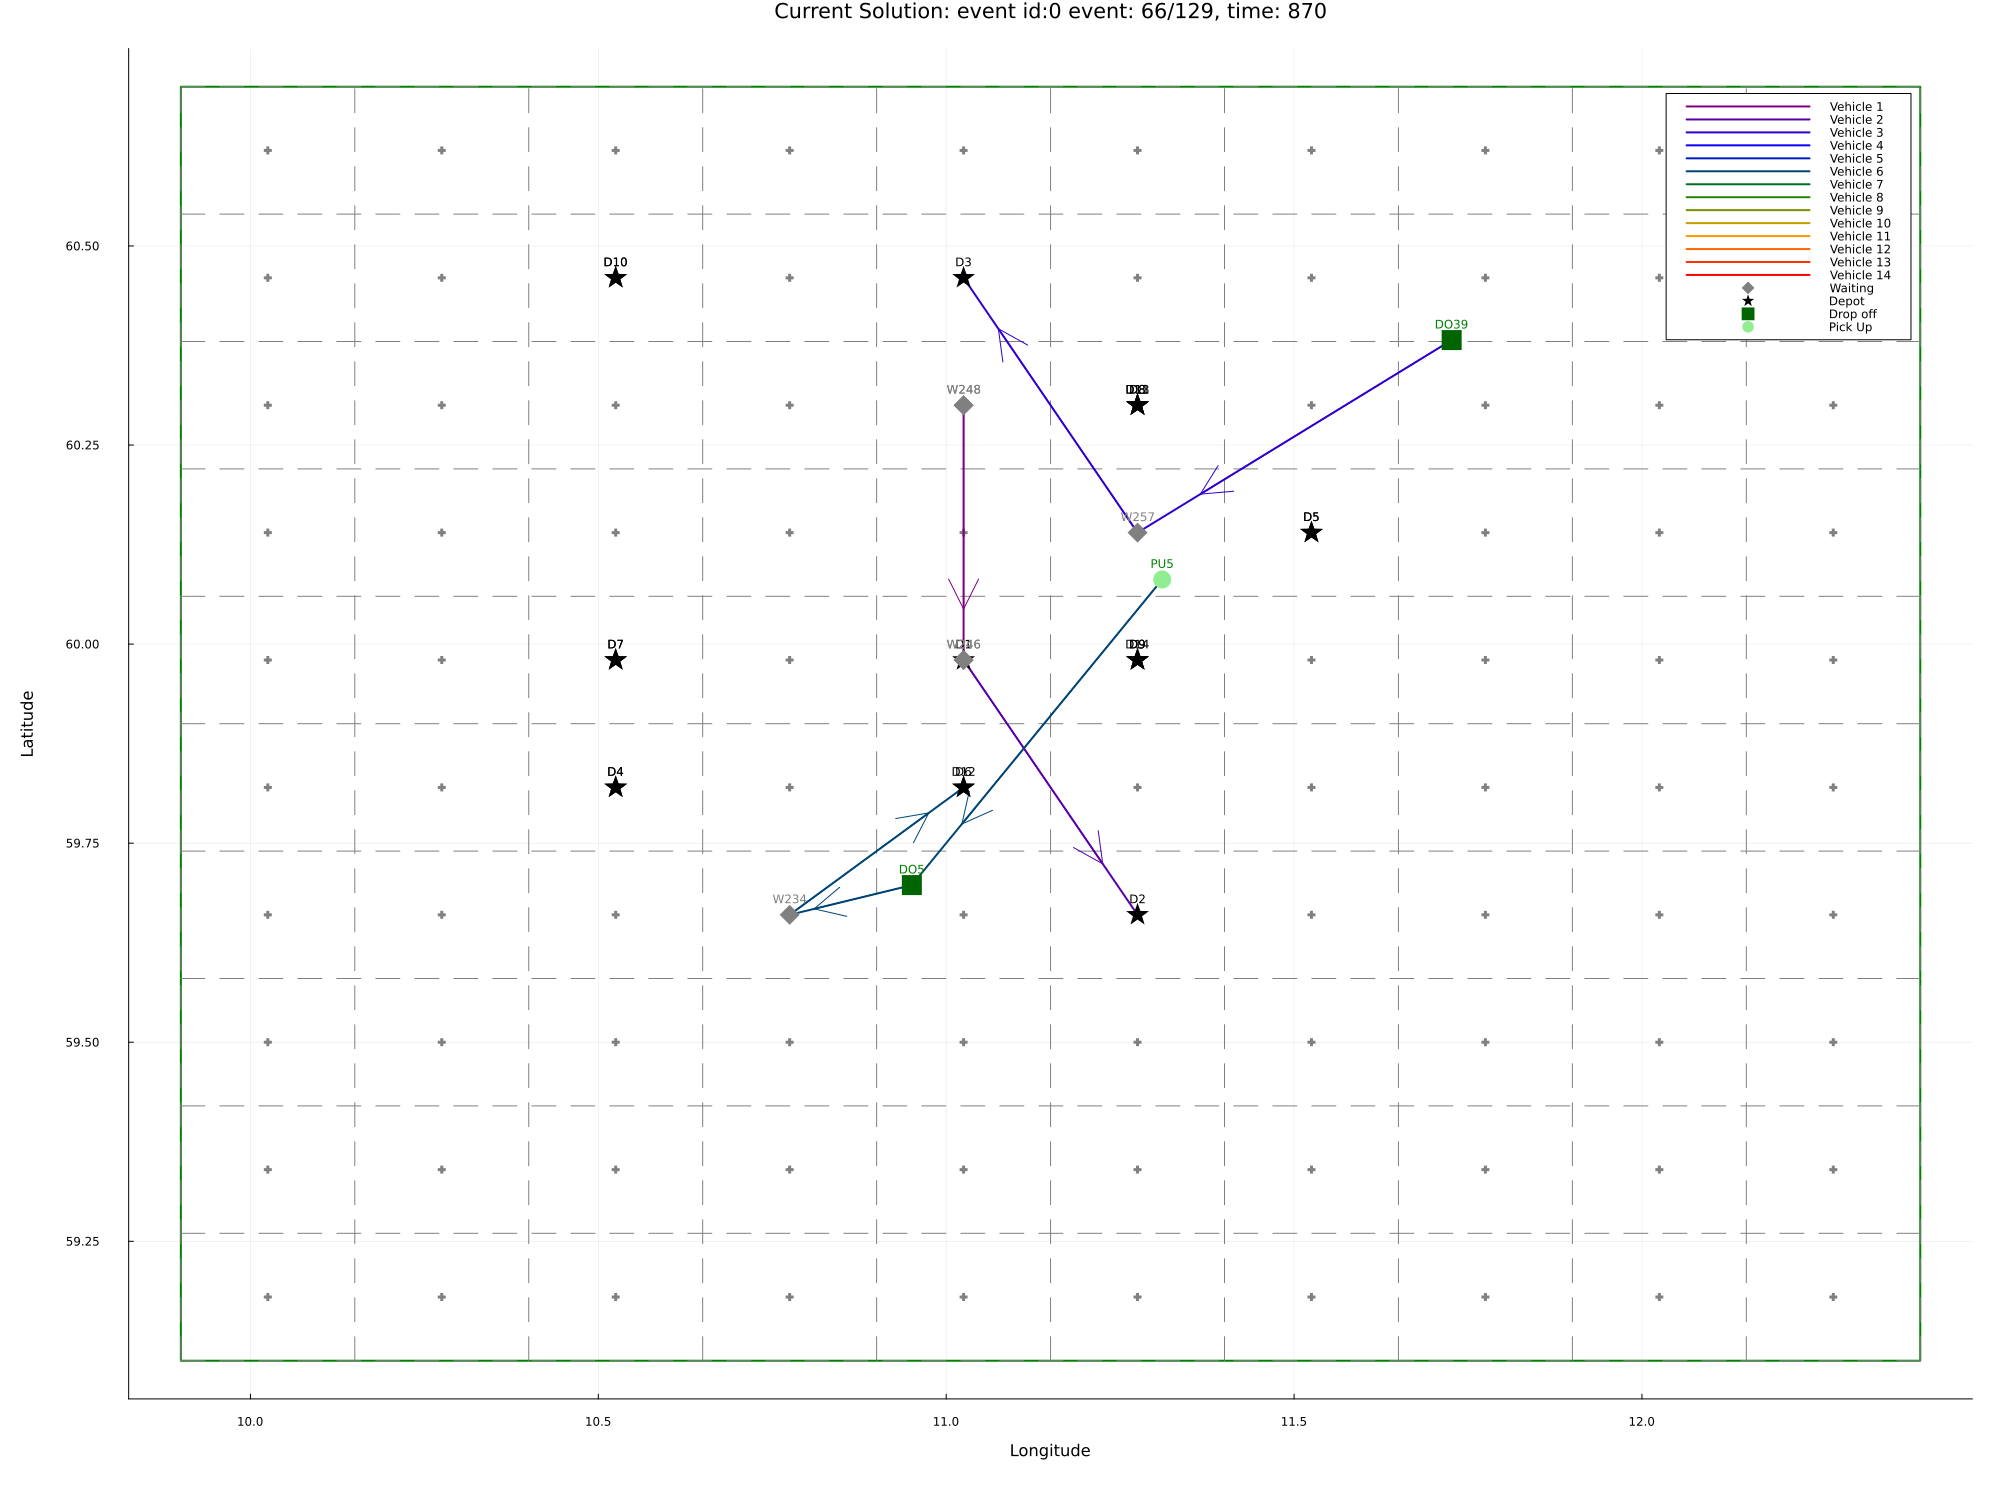 Current Solution: event id:0 event: 66/129, time: 870
Vehicle 1
Vehicle 2
Vehicle 3
Vehicle 4
Vehicle 5
Vehicle 6
Vehicle 7
Vehicle 8
Vehicle 9
Vehicle 10
Vehicle 11
Vehicle 12
Vehicle 13
Vehicle 14
Waiting
Depot
Drop off
Pick Up
60.50
D10
D3
DO39
W248
60.25
W257
D5
PU5
60.00
D7
D4
59.75
DO5
W234
D2
59.50
59.25
10.0
10.5
11.0
11.5
12.0
Latitude
Longitude